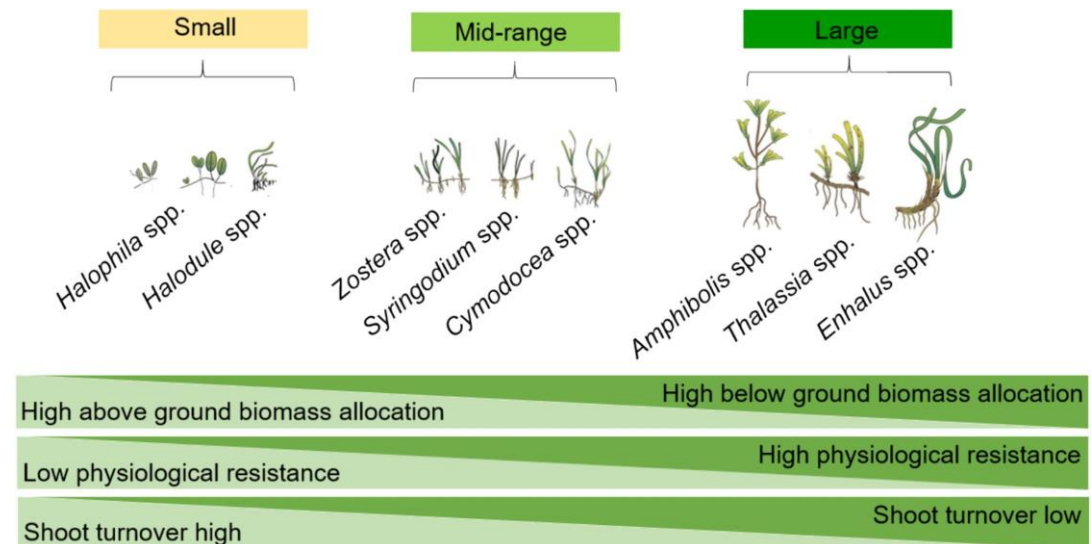 Small
Mid-range
Large
Halophila spp.
Halodule spp.
Zostera spp.
Syringodium spp.
Cymodocea spp.
Amphibolis spp.
Thalassia spp.
Enhalus spp.
High above ground biomass allocation
High below ground biomass allocation
Low physiological resistance
High physiological resistance
Shoot turnover high
Shoot turnover low